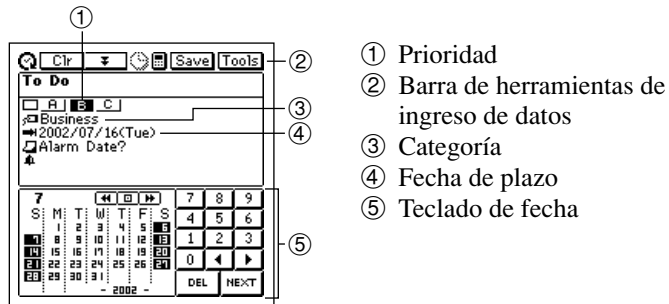 ①
Clr Save Tools
②
To Do
A B C
Business
③
2002/07/16(Tue)
④
Alarm Date?
7
S M T W T F S
1 2 3 4 5 6
7 8 9 10 11 12 13
14 15 16 17 18 19 20
21 22 23 24 25 26 27
28 29 30 31
- 2002 -
7 8 9
4 5 6
1 2 3
0
DEL NEXT
⑤
① Prioridad
② Barra de herramientas de
ingreso de datos
③ Categoría
④ Fecha de plazo
⑤ Teclado de fecha